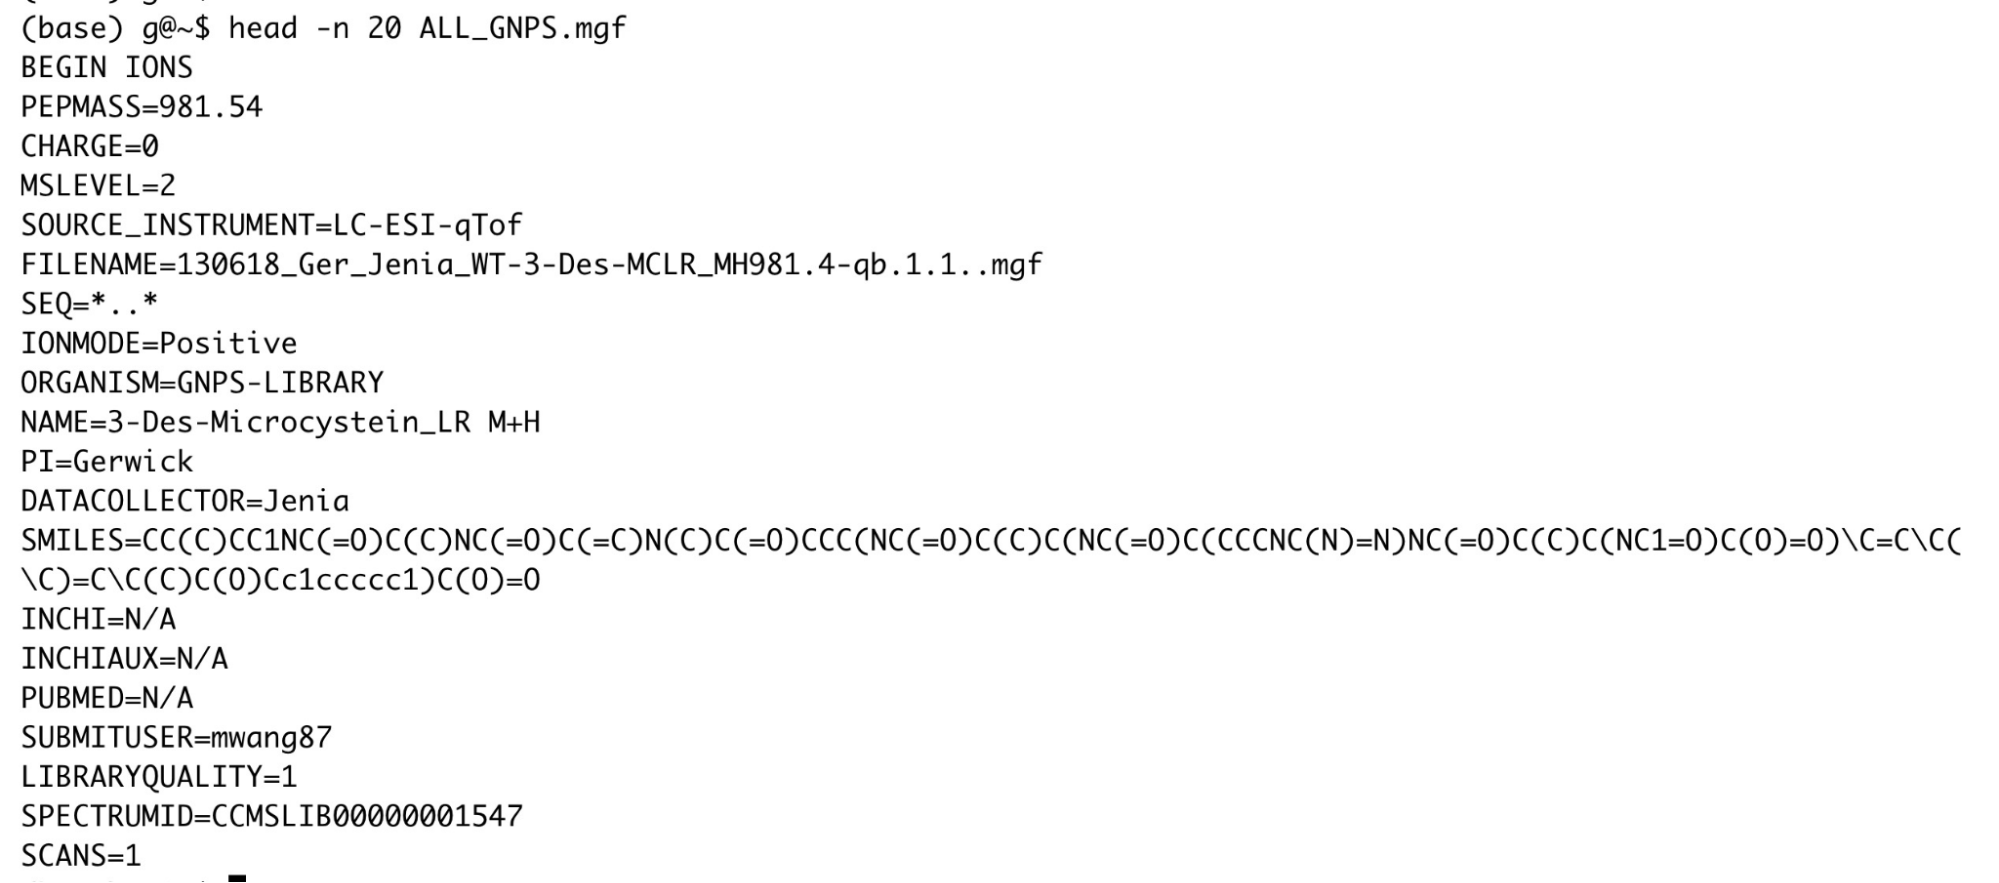 (base) g@~$ head -n 20 ALL_GNPS.mgf
BEGIN IONS
PEPMASS=981.54
CHARGE=0
MSLEVEL=2
SOURCE_INSTRUMENT=LC-ESI-qTof
FILENAME=130618_Ger_Jenia_WT-3-Des-MCLR_MH981.4-qb.1.1..mgf
SEQ=*..*
IONMODE=Positive
ORGANISM=GNPS-LIBRARY
NAME=3-Des-Microcystein_LR M+H
PI=Gerwick
DATACOLLECTOR=Jenia
SMILES=CC(C)CC1NC(=O)C(C)NC(=O)C(=C)N(C)C(=O)CCC(NC(=O)C(C)C(NC(=O)C(CCCNC(N)=N)NC(=O)C(C)C(NC1=O)C(O)=O)\C=C\C(
\C)=C\C(C)C(O)Cc1ccccc1)C(O)=O
INCHI=N/A
INCHIAUX=N/A
PUBMED=N/A
SUBMITUSER=mwang87
LIBRARYQUALITY=1
SPECTRUMID=CCMSLIB00000001547
SCANS=1